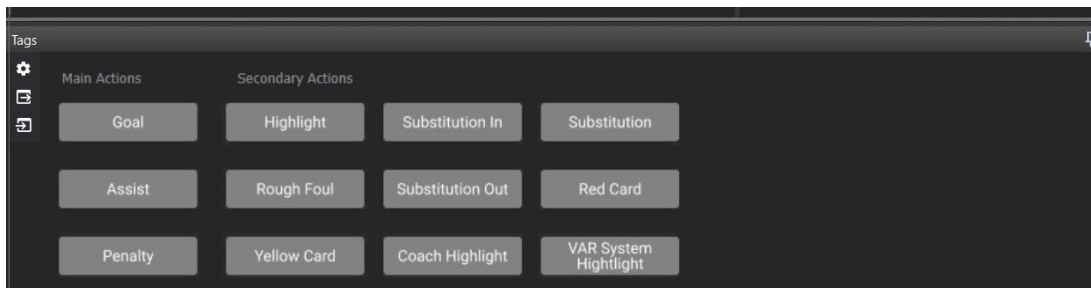 Tags
Main Actions
Secondary Actions
Goal
Highlight
Substitution In
Substitution
Assist
Rough Foul
Substitution Out
Red Card
Penalty
Yellow Card
Coach Highlight
VAR System
Hightlight